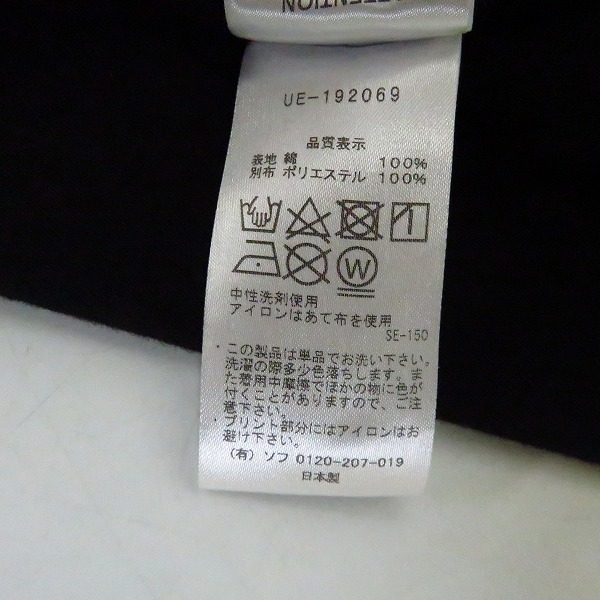 ATTENTION
UE-192069
品質表示
表地 綿 100%
別布 ポリエステル 100%
W
中性洗剤使用
アイロンはあて布を使用
SE-150
・この製品は単品でお洗い下さい。
洗濯の際多少色落ちします。ま
た着用中摩擦でほかの物に色が
付くことがありますので、ご注
意下さい。
・プリント部分にはアイロンはお
避け下さい。
(有) ソフ 0120-207-019
日本製